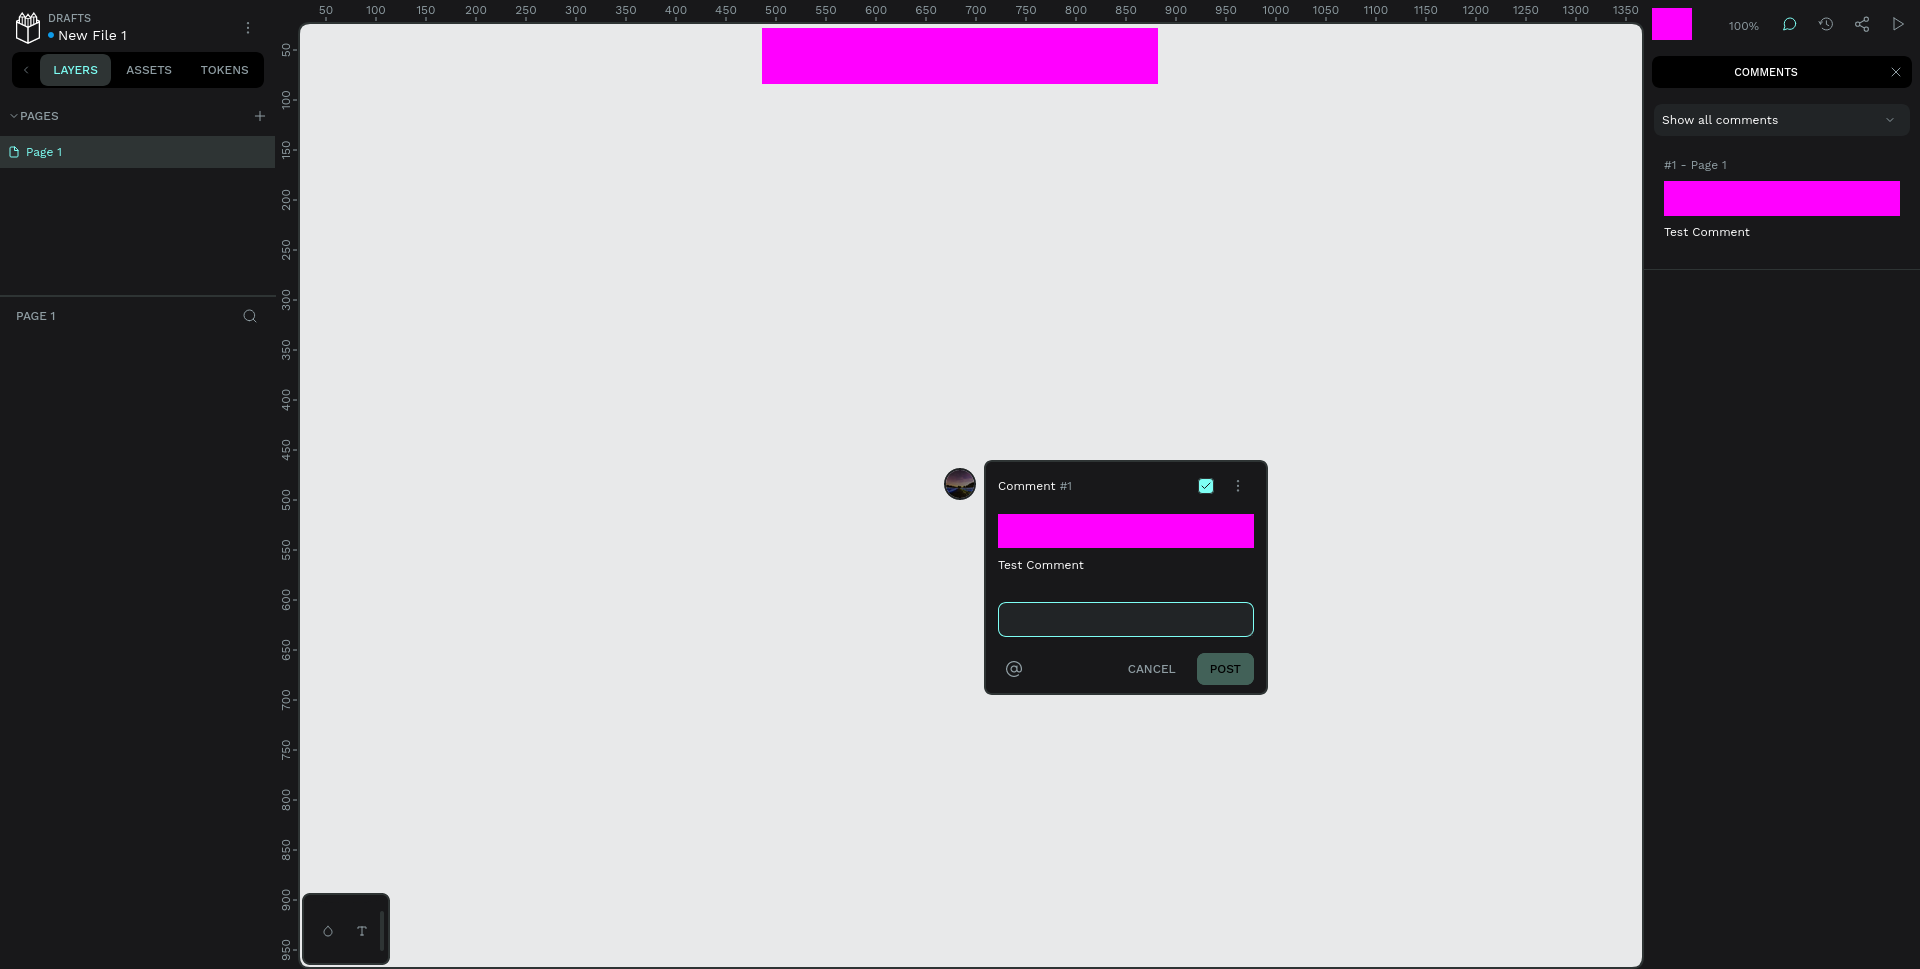 DRAFTS
New File 1
LAYERS
ASSETS
TOKENS
PAGES
Page 1
PAGE 1
50 100 150 200 250 300 350 400 450 500 550 600 650 700 750 800 850 900 950 1000 1050 1100 1150 1200 1250 1300 1350
50
100
150
200
250
300
350
400
450
500
550
600
650
700
750
800
850
900
950
Comment #1
Test Comment
@
CANCEL
POST
T
100%
COMMENTS
Show all comments
#1 - Page 1
Test Comment